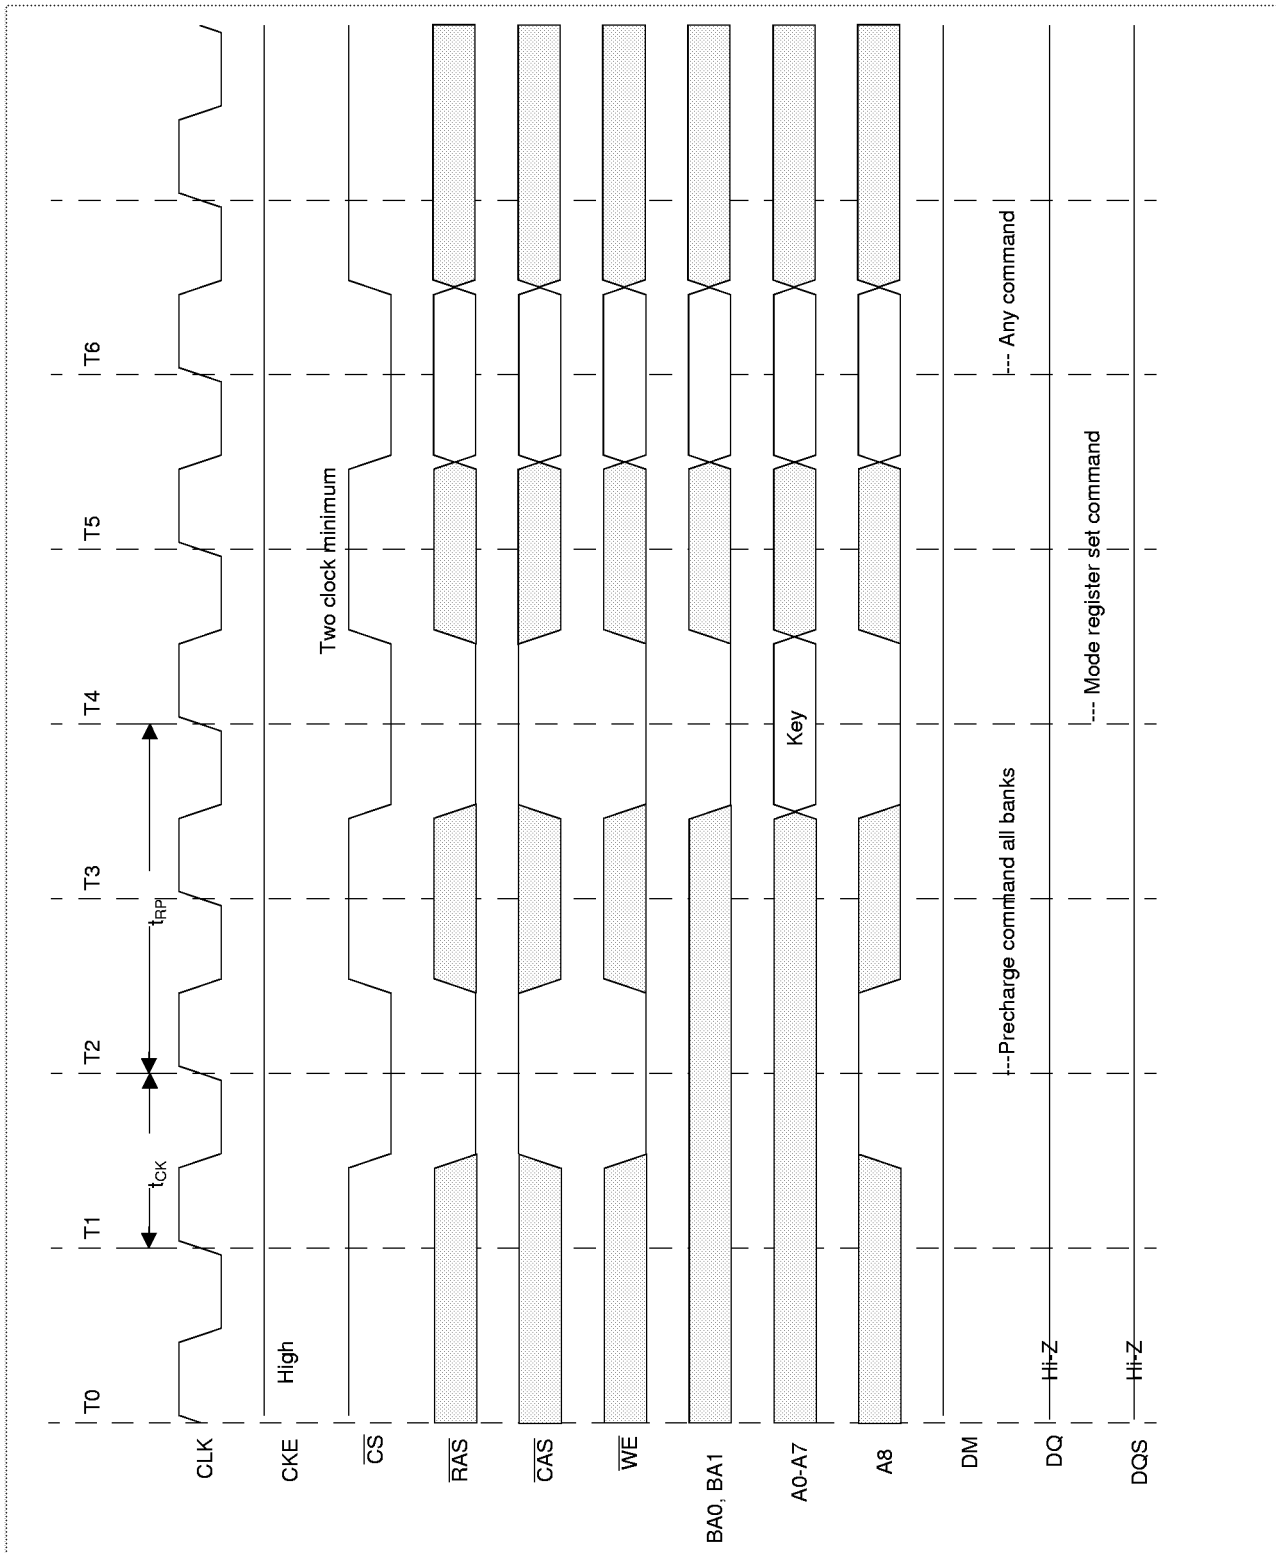 T0 T1 T2 T3 T4 T5 T6
tCK tRP
CLK
CKE High
Two clock minimum
CS
RAS
CAS
WE
BA0, BA1
A0-A7 Key
A8
DM
---Precharge command all banks --- Any command
DQ Hi-Z
--- Mode register set command
DQS Hi-Z